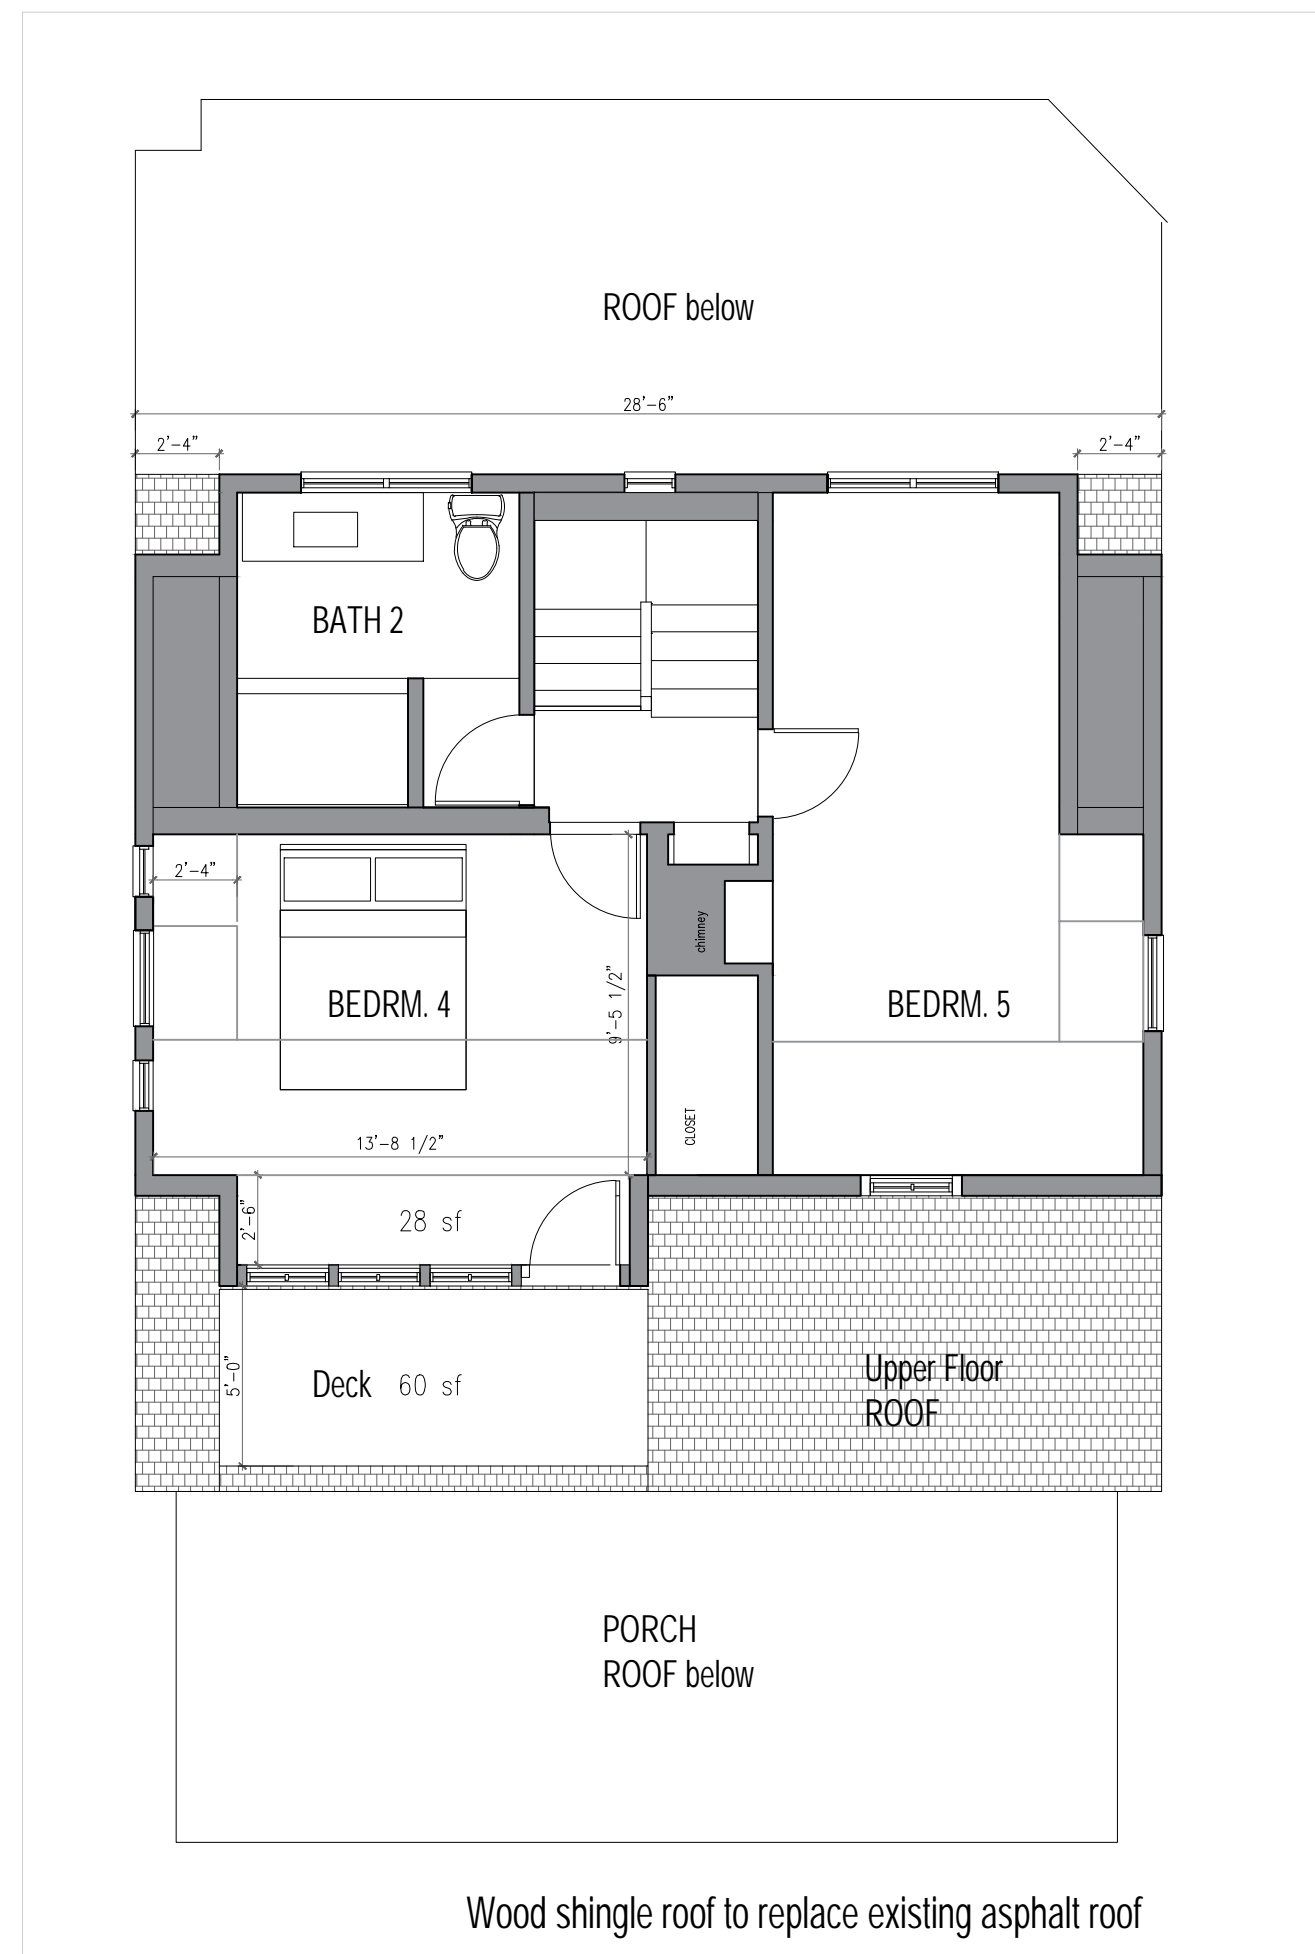 ROOF below
28'-6"
2'-4"
2'-4"
BATH 2
2'-4"
chimney
BEDRM. 4
9'-5 1/2"
BEDRM. 5
CLOSET
13'-8 1/2"
2'-6"
28 sf
5'-0"
Deck 60 sf
Upper Floor
ROOF
PORCH
ROOF below
Wood shingle roof to replace existing asphalt roof